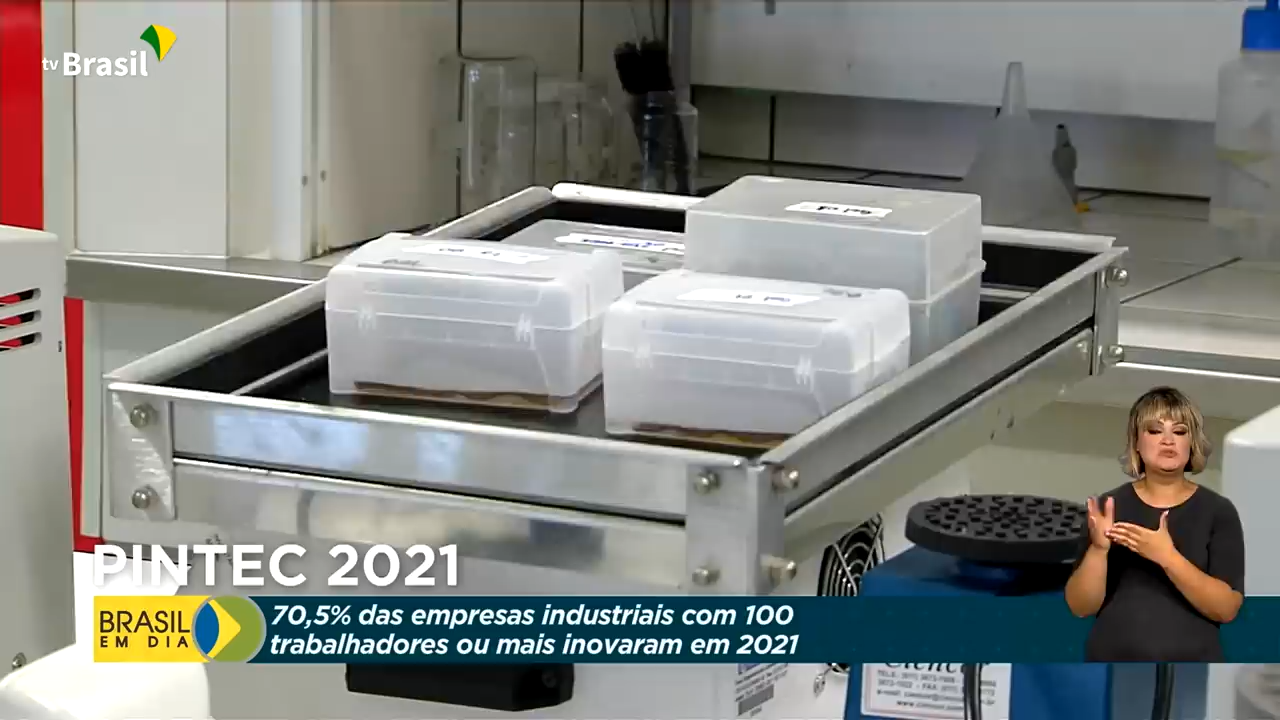 tv Brasil
PINTEC 2021
BRASIL
EM DIA
70,5% das empresas industriais com 100
trabalhadores ou mais inovaram em 2021